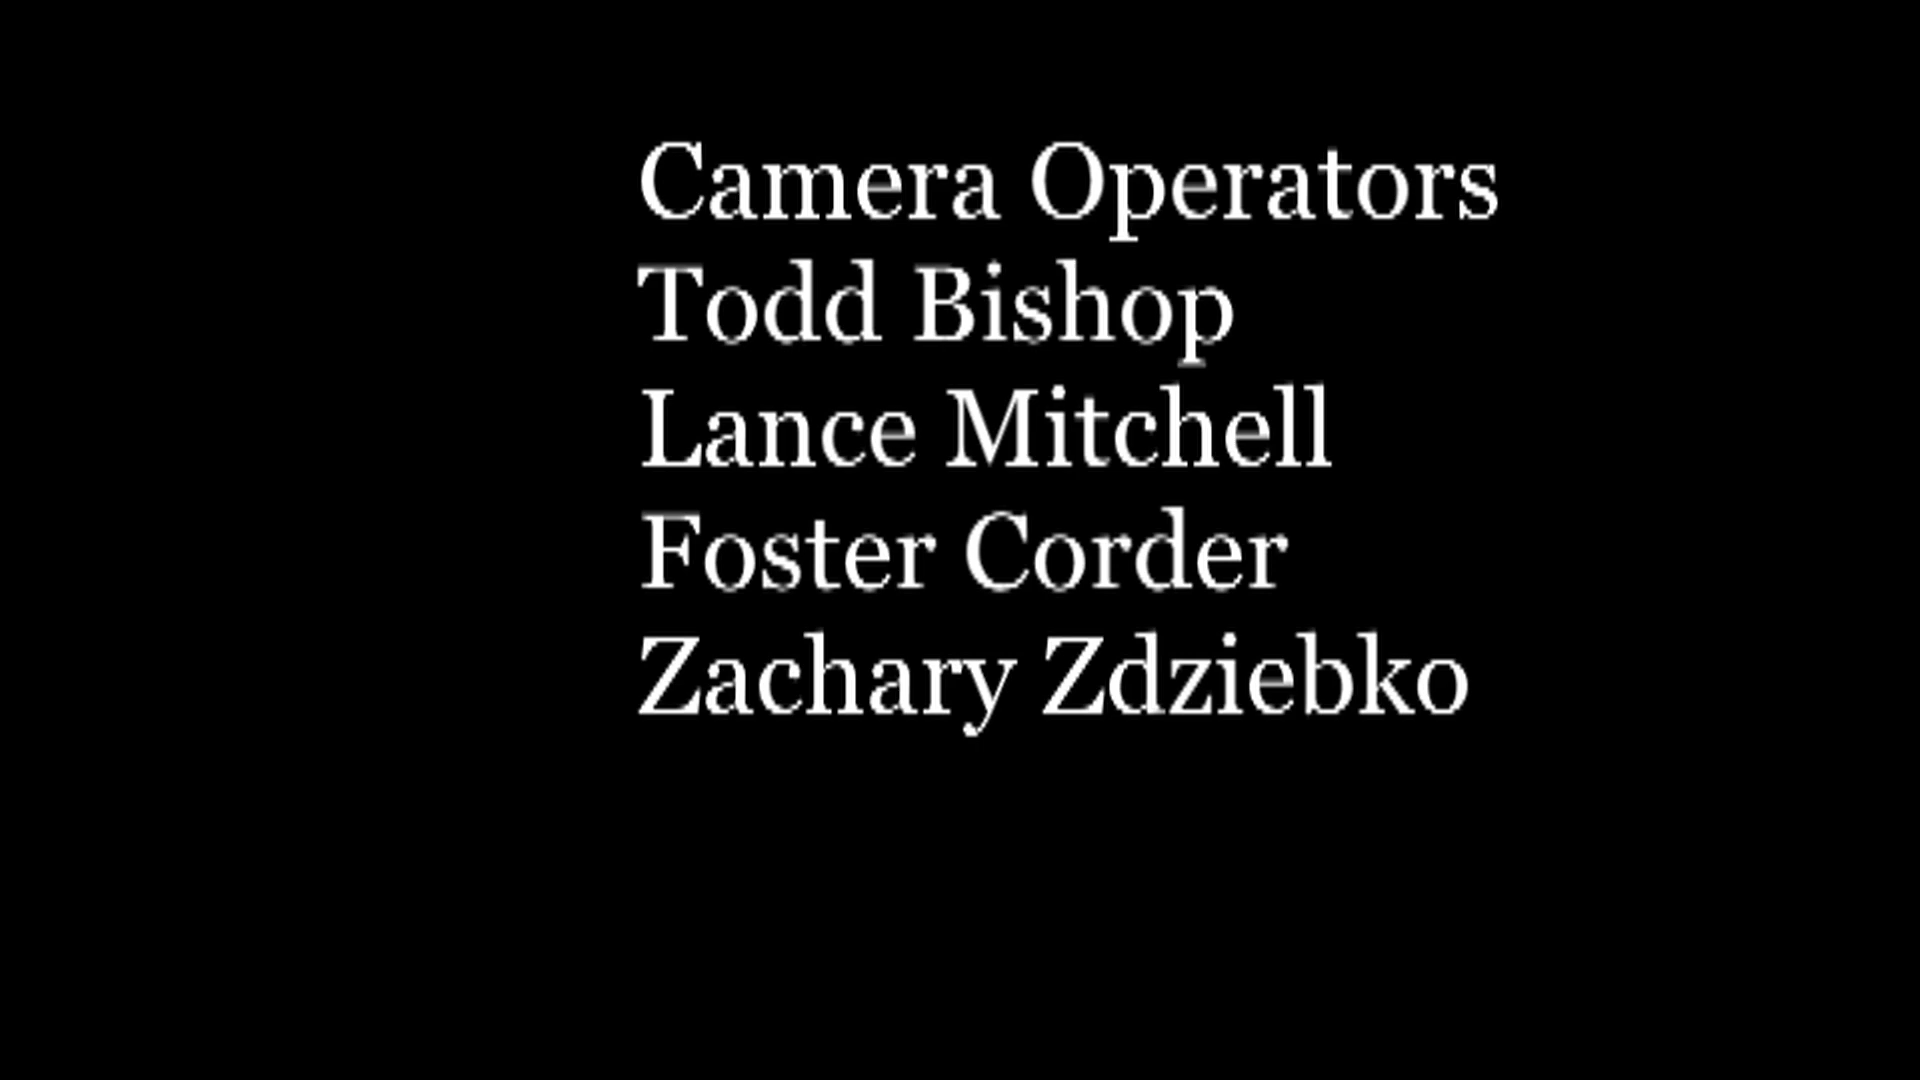 Camera Operators
Todd Bishop
Lance Mitchell
Foster Corder
Zachary Zdziebko